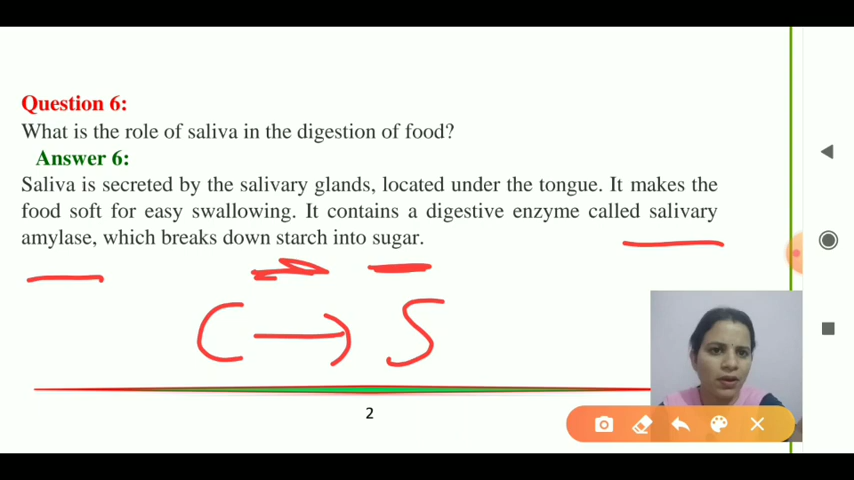 Question 6:
What is the role of saliva in the digestion of food?
Answer 6:
Saliva is secreted by the salivary glands, located under the tongue. It makes the
food soft for easy swallowing. It contains a digestive enzyme called salivary
amylase, which breaks down starch into sugar.
C → S
2